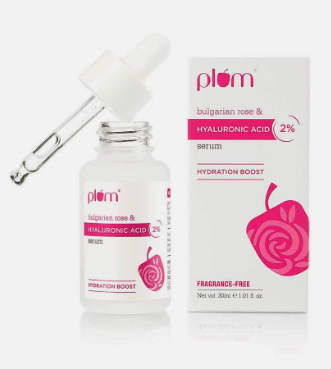 plum
bulgarian rose &
HYALURONIC ACID 2%
serum
HYDRATION BOOST
plum
bulgarian rose &
HYALURONIC ACID 2%
serum
HYDRATION BOOST
FRAGRANCE-FREE
Net vol. 30ml ℮ 1.01 fl. oz.